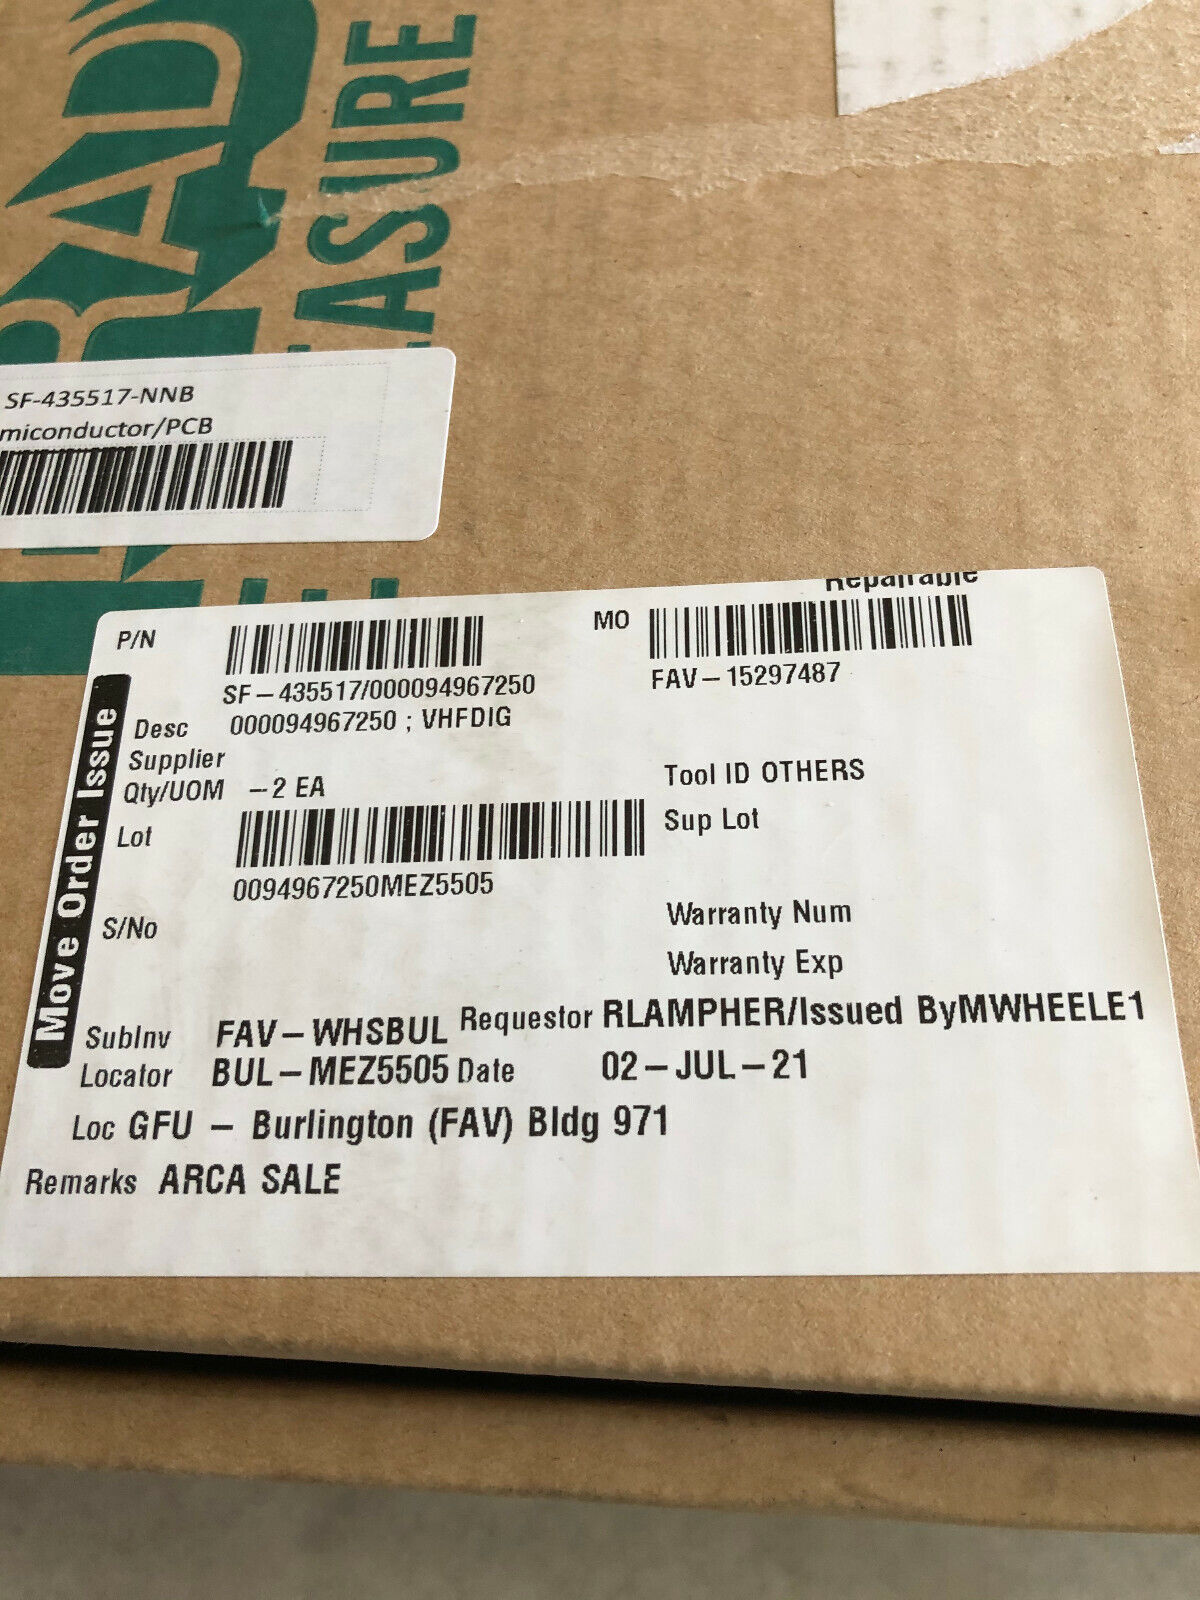 EASURE
SF-435517-NNB
miconductor/PCB
Repairable
P/N
MO
SF-435517/000094967250
FAV-15297487
Desc 000094967250 ; VHFDIG
Supplier
Qty/UOM -2 EA
Tool ID OTHERS
Lot
Sup Lot
0094967250MEZ5505
S/No
Warranty Num
Warranty Exp
Move Order Issue
SubInv FAV-WHSBUL Requestor RLAMPHER/Issued ByMWHEELE1
Locator BUL-MEZ5505 Date 02-JUL-21
Loc GFU - Burlington (FAV) Bldg 971
Remarks ARCA SALE